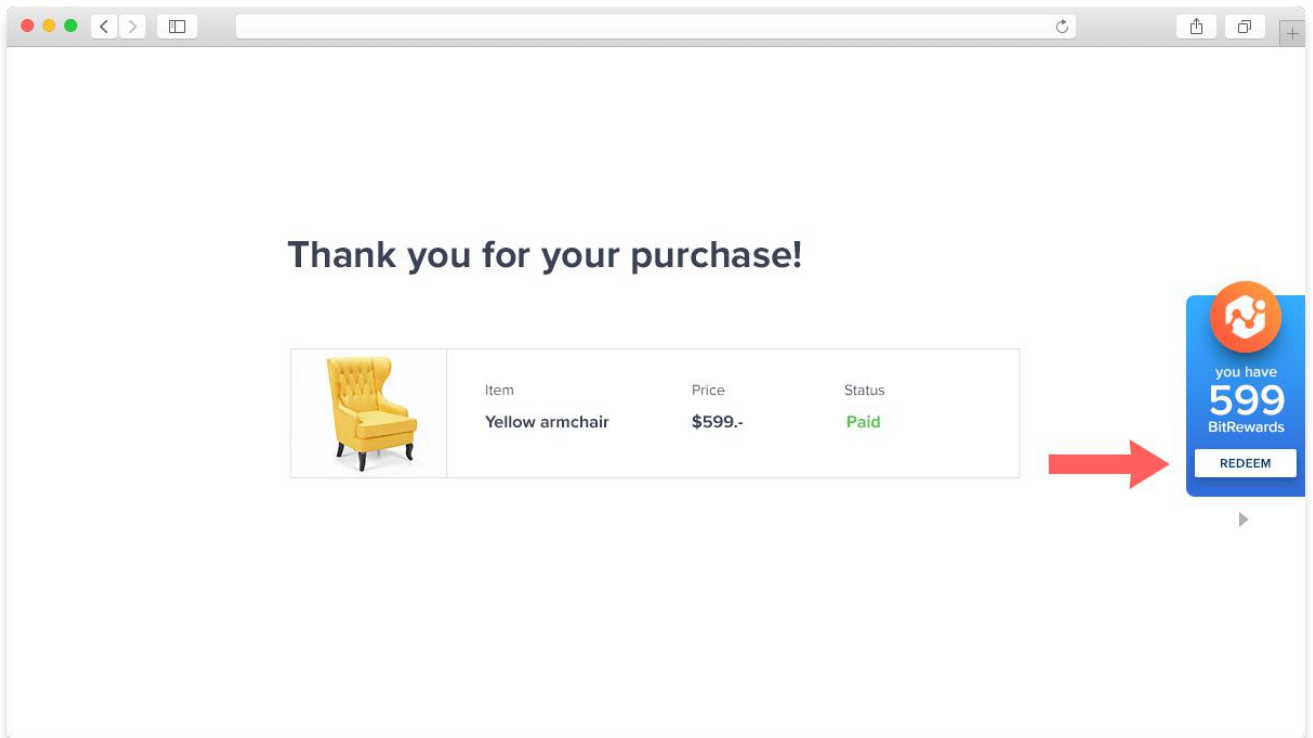 Thank you for your purchase!
Item Price Status
Yellow armchair $599.- Paid
you have
599
BitRewards
REDEEM